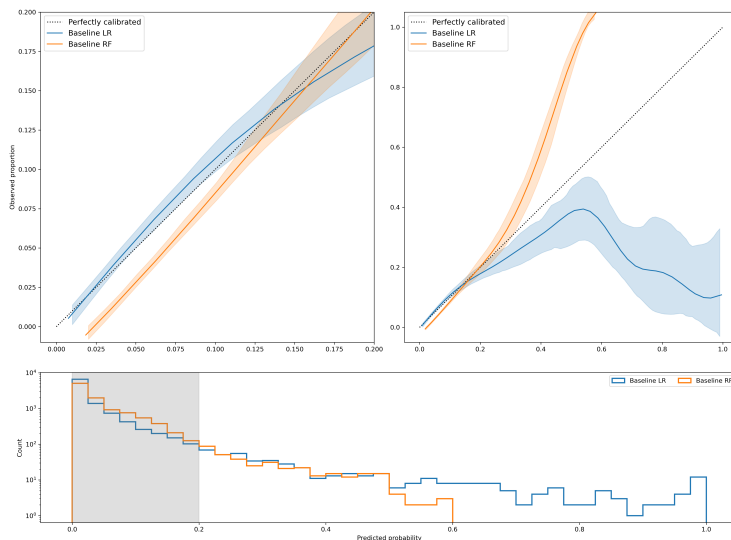 Perfectly calibrated
Baseline LR
Baseline RF
Observed proportion
0.200
0.175
0.150
0.125
0.100
0.075
0.050
0.025
0.000
0.000 0.025 0.050 0.075 0.100 0.125 0.150 0.175 0.200
Perfectly calibrated
Baseline LR
Baseline RF
1.0
0.8
0.6
0.4
0.2
0.0
0.0 0.2 0.4 0.6 0.8 1.0
Baseline LR Baseline RF
Count
10⁴
10³
10²
10¹
10⁰
0.0 0.2 0.4 0.6 0.8 1.0
Predicted probability